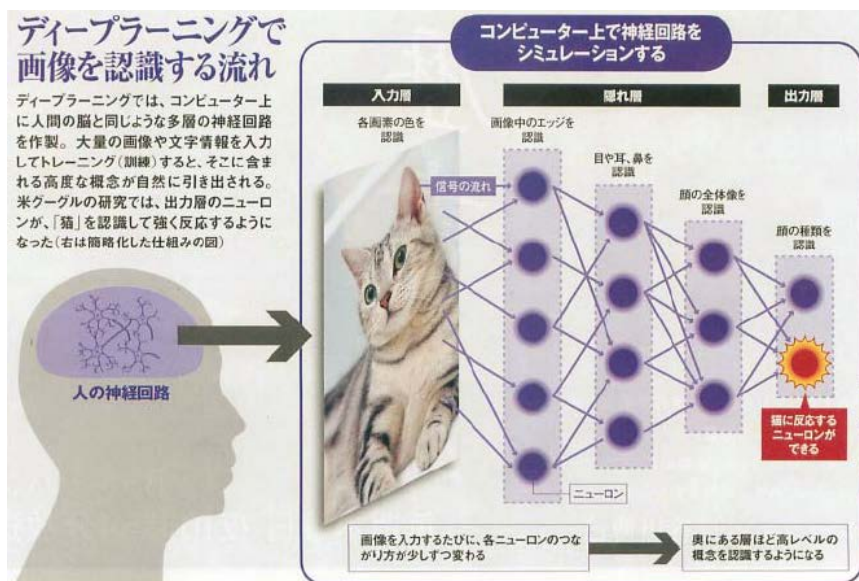 ディープラーニングで
画像を認識する流れ
ディープラーニングでは、コンピューター上
に人間の脳と同じような多層の神経回路
を作製。大量の画像や文字情報を入力
してトレーニング(訓練)すると、そこに含ま
れる高度な概念が自然に引き出される。
米グーグルの研究では、出力層のニューロ
ンが、「猫」を認識して強く反応するように
なった(右は簡略化した仕組みの図)
人の神経回路
コンピューター上で神経回路を
シミュレーションする
入力層
隠れ層
出力層
各画素の色を
認識
画像中のエッジを
認識
目や耳、鼻を
認識
顔の全体像を
認識
顔の種類を
認識
信号の流れ
猫に反応する
ニューロンが
できる
ニューロン
画像を入力するたびに、各ニューロンのつな
がり方が少しずつ変わる
奥にある層ほど高レベルの
概念を認識するようになる